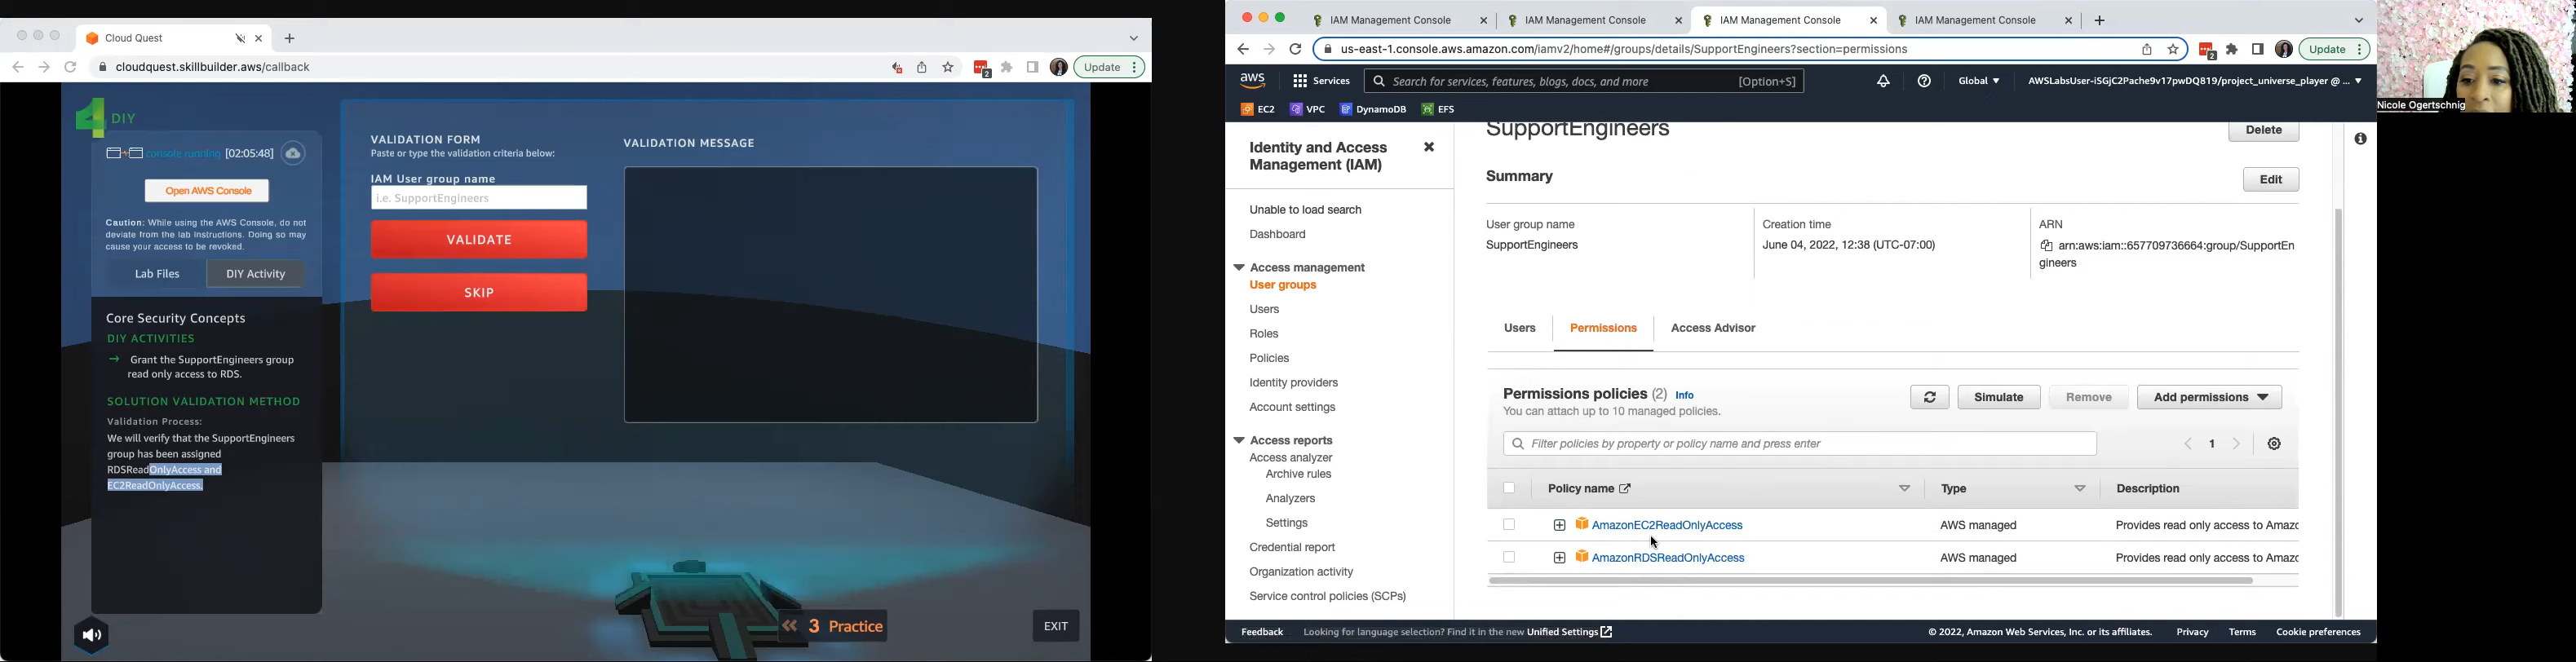 Cloud Quest
cloudquest.skillbuilder.aws/callback
2
Update
4 DIY
console running [02:05:48]
Open AWS Console
Caution: While using the AWS Console, do not
deviate from the lab instructions. Doing so may
cause your access to be revoked.
Lab Files
DIY Activity
Core Security Concepts
DIY ACTIVITIES
→ Grant the SupportEngineers group
read only access to RDS.
SOLUTION VALIDATION METHOD
Validation Process:
We will verify that the SupportEngineers
group has been assigned
RDSReadOnlyAccess and
EC2ReadOnlyAccess.
VALIDATION FORM
Paste or type the validation criteria below:
IAM User group name
i.e. SupportEngineers
VALIDATE
SKIP
VALIDATION MESSAGE
3 Practice
EXIT
IAM Management Console
IAM Management Console
IAM Management Console
IAM Management Console
us-east-1.console.aws.amazon.com/iamv2/home#/groups/details/SupportEngineers?section=permissions
2
Update
aws
Services
Search for services, features, blogs, docs, and more
[Option+S]
Global
AWSLabsUser-iSGjC2Pache9v17pwDQ819/project_universe_player @ ...
EC2
VPC
DynamoDB
EFS
Identity and Access
Management (IAM)
Unable to load search
Dashboard
Access management
User groups
Users
Roles
Policies
Identity providers
Account settings
Access reports
Access analyzer
Archive rules
Analyzers
Settings
Credential report
Organization activity
Service control policies (SCPs)
SupportEngineers
Delete
Summary
Edit
User group name
SupportEngineers
Creation time
June 04, 2022, 12:38 (UTC-07:00)
ARN
arn:aws:iam::657709736664:group/SupportEn
gineers
Users
Permissions
Access Advisor
Permissions policies (2) Info
You can attach up to 10 managed policies.
Simulate
Remove
Add permissions
Filter policies by property or policy name and press enter
1
Policy name
Type
Description
AmazonEC2ReadOnlyAccess
AWS managed
Provides read only access to Amazo
AmazonRDSReadOnlyAccess
AWS managed
Provides read only access to Amazo
Feedback
Looking for language selection? Find it in the new Unified Settings
© 2022, Amazon Web Services, Inc. or its affiliates.
Privacy
Terms
Cookie preferences
Nicole Ogertschnig